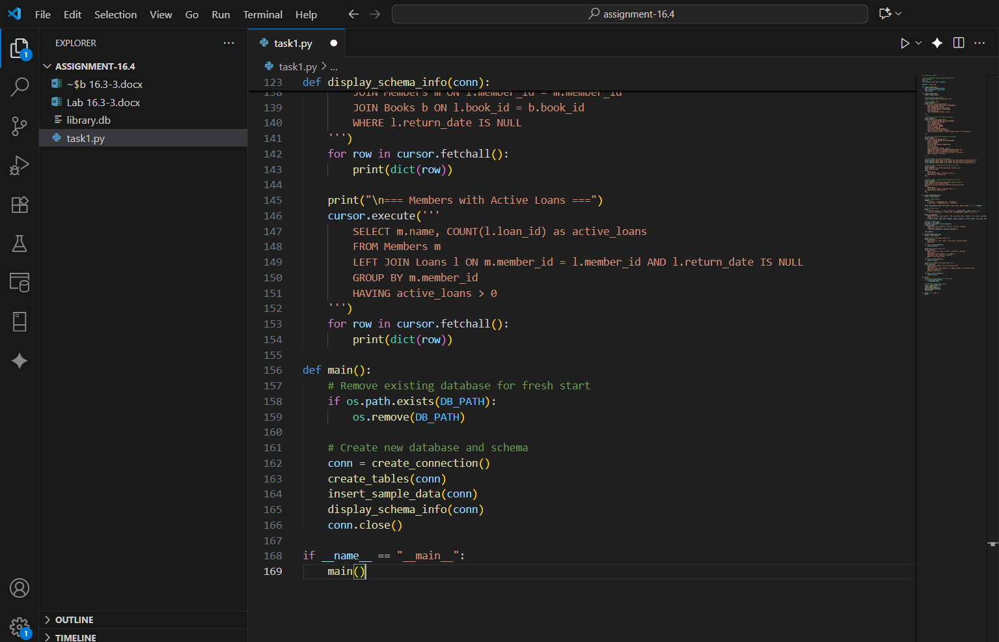 File Edit Selection View Go Run Terminal Help
assignment-16.4
EXPLORER
ASSIGNMENT-16.4
~$b 16.3-3.docx
Lab 16.3-3.docx
library.db
task1.py
OUTLINE
TIMELINE
1
1
task1.py
task1.py > ...
123 def display_schema_info(conn):
138 JOIN Members m ON l.member_id = m.member_id
139 JOIN Books b ON l.book_id = b.book_id
140 WHERE l.return_date IS NULL
141 ''')
142 for row in cursor.fetchall():
143 print(dict(row))
144
145 print("\n=== Members with Active Loans ===")
146 cursor.execute('''
147 SELECT m.name, COUNT(l.loan_id) as active_loans
148 FROM Members m
149 LEFT JOIN Loans l ON m.member_id = l.member_id AND l.return_date IS NULL
150 GROUP BY m.member_id
151 HAVING active_loans > 0
152 ''')
153 for row in cursor.fetchall():
154 print(dict(row))
155
156 def main():
157 # Remove existing database for fresh start
158 if os.path.exists(DB_PATH):
159 os.remove(DB_PATH)
160
161 # Create new database and schema
162 conn = create_connection()
163 create_tables(conn)
164 insert_sample_data(conn)
165 display_schema_info(conn)
166 conn.close()
167
168 if __name__ == "__main__":
169 main()